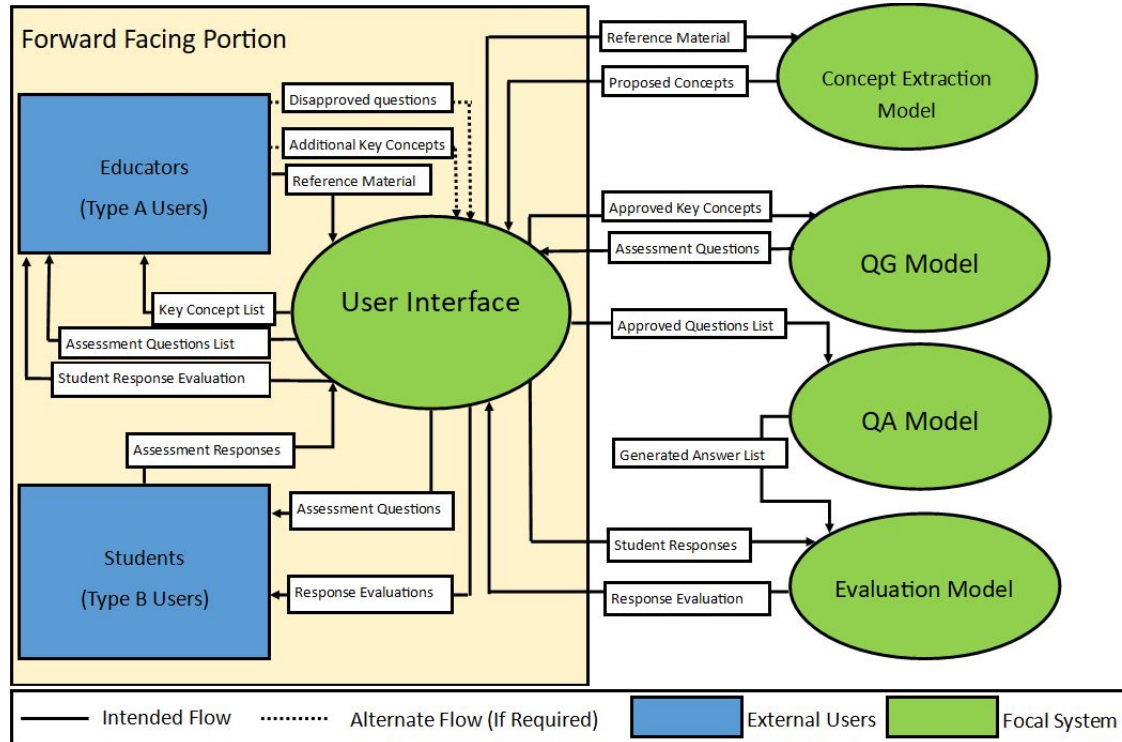 Forward Facing Portion
Reference Material
Proposed Concepts
Concept Extraction
Model
Disapproved questions
Additional Key Concepts
Reference Material
Educators
(Type A Users)
Approved Key Concepts
Assessment Questions
QG Model
User Interface
Key Concept List
Assessment Questions List
Student Response Evaluation
Approved Questions List
QA Model
Generated Answer List
Assessment Responses
Assessment Questions
Students
(Type B Users)
Response Evaluations
Student Responses
Response Evaluation
Evaluation Model
Intended Flow
Alternate Flow (If Required)
External Users
Focal System